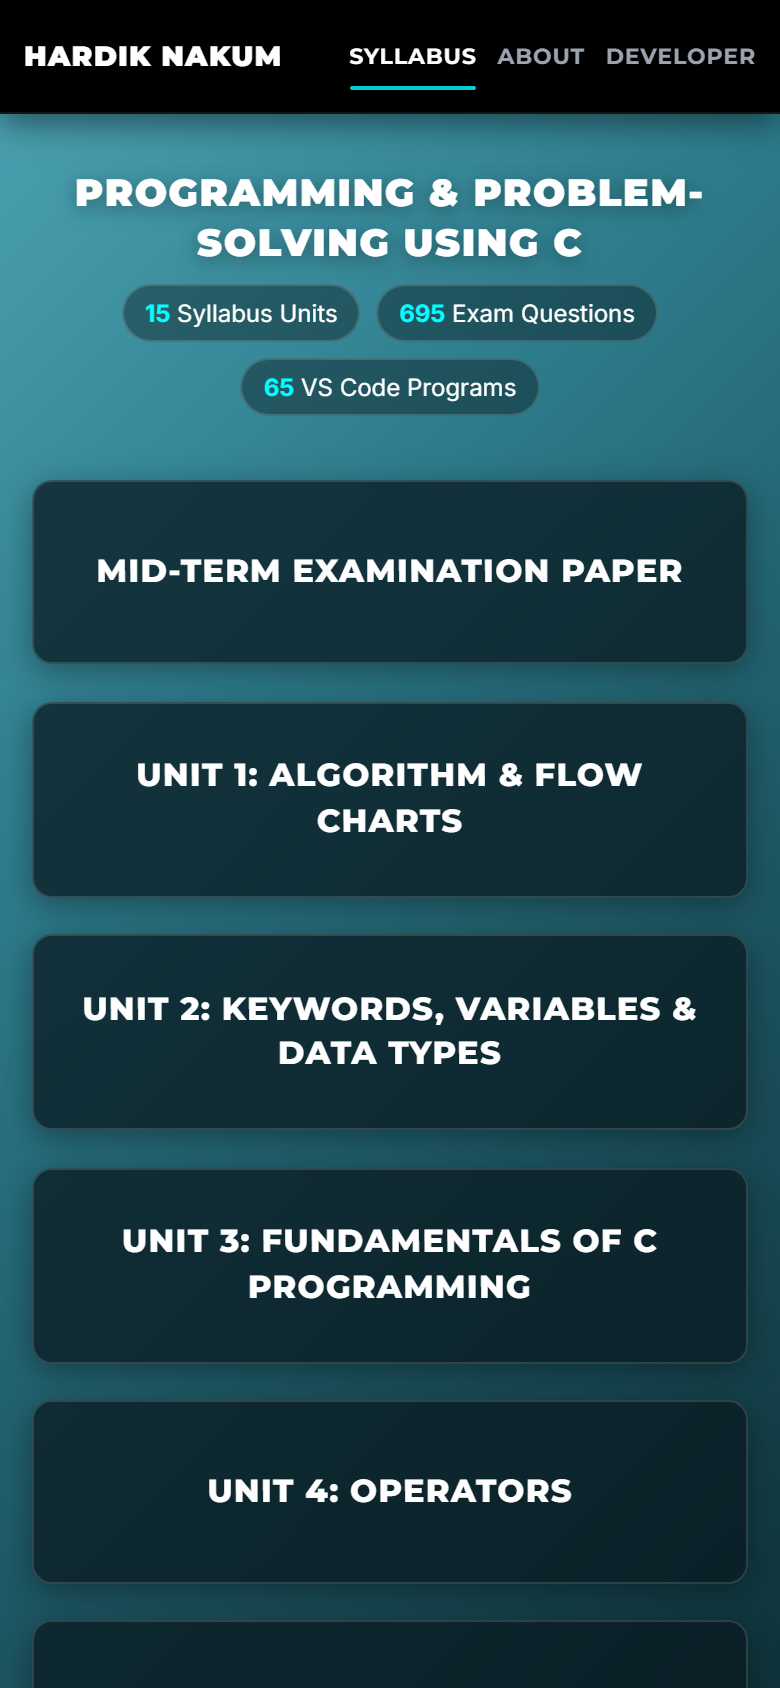 HARDIK NAKUM
SYLLABUS ABOUT DEVELOPER
PROGRAMMING & PROBLEM-
SOLVING USING C
15 Syllabus Units
695 Exam Questions
65 VS Code Programs
MID-TERM EXAMINATION PAPER
UNIT 1: ALGORITHM & FLOW
CHARTS
UNIT 2: KEYWORDS, VARIABLES &
DATA TYPES
UNIT 3: FUNDAMENTALS OF C
PROGRAMMING
UNIT 4: OPERATORS